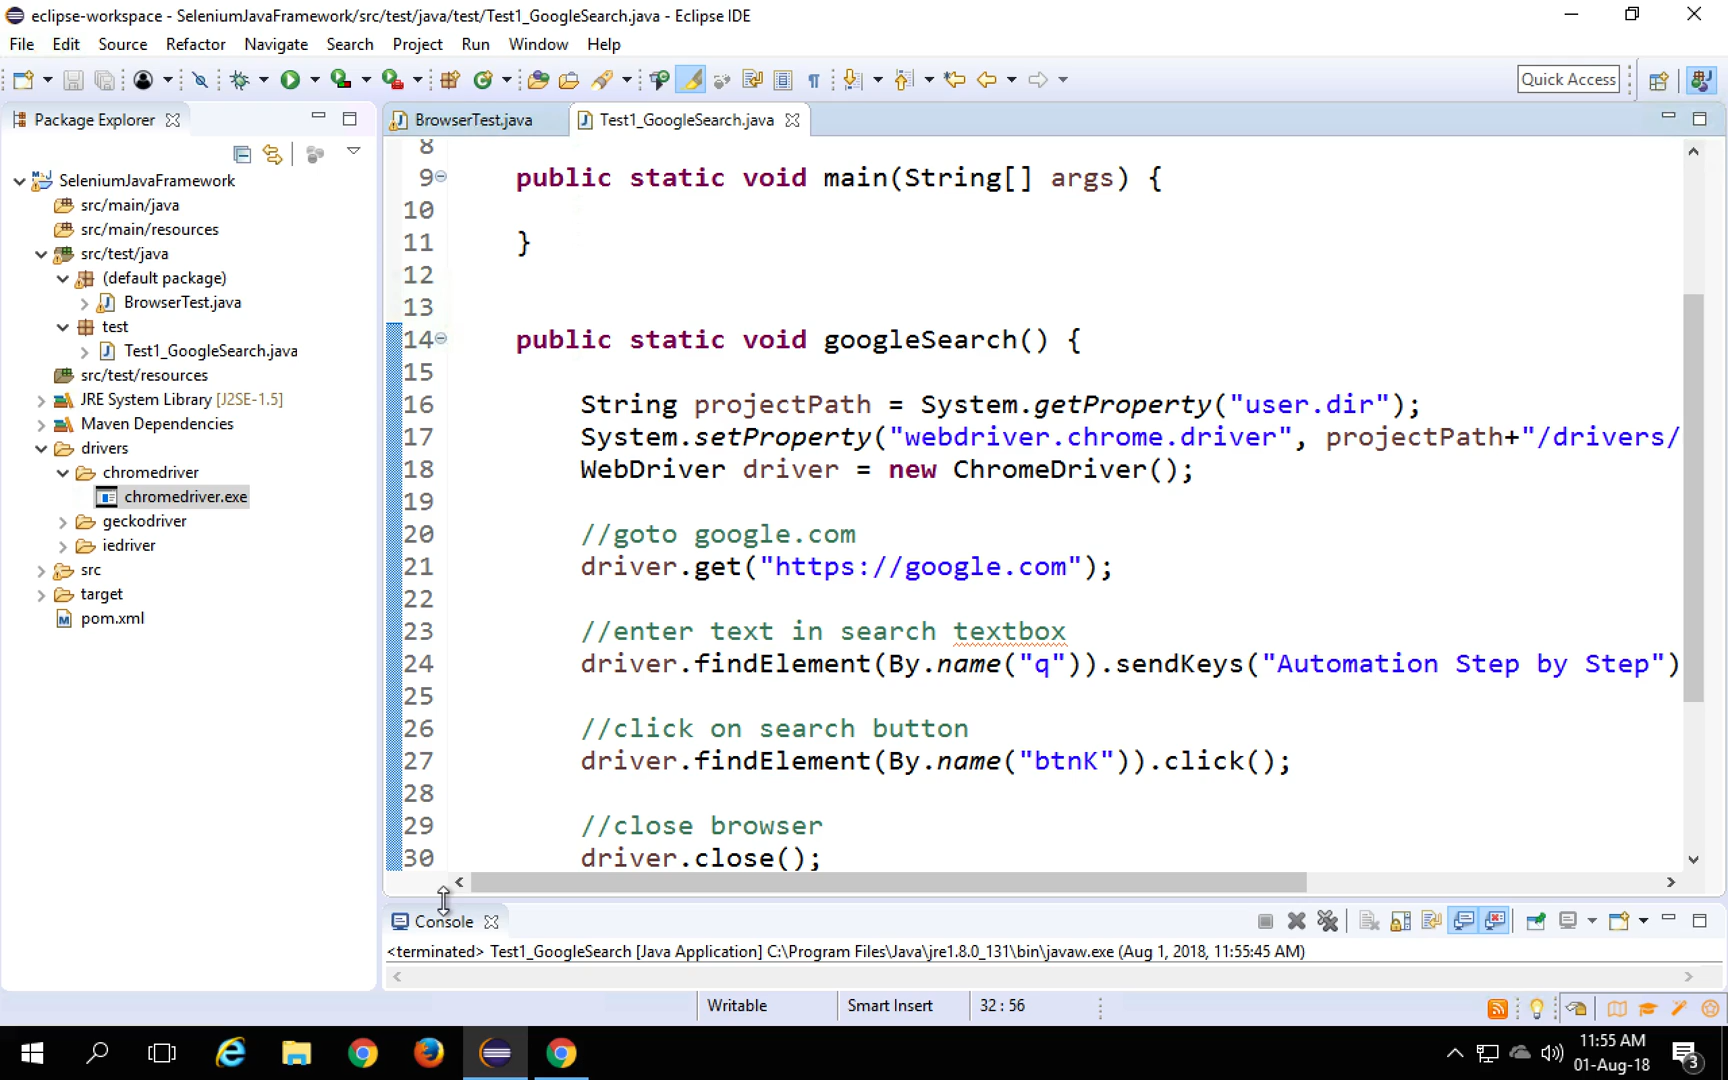 eclipse-workspace - SeleniumJavaFramework/src/test/java/test/Test1_GoogleSearch.java - Eclipse IDE
File Edit Source Refactor Navigate Search Project Run Window Help
Quick Access
Package Explorer
BrowserTest.java
Test1_GoogleSearch.java
SeleniumJavaFramework
src/main/java
src/main/resources
src/test/java
(default package)
BrowserTest.java
test
Test1_GoogleSearch.java
src/test/resources
JRE System Library [J2SE-1.5]
Maven Dependencies
drivers
chromedriver
chromedriver.exe
geckodriver
iedriver
src
target
pom.xml
8
9 public static void main(String[] args) {
10
11 }
12
13
14 public static void googleSearch() {
15
16 String projectPath = System.getProperty("user.dir");
17 System.setProperty("webdriver.chrome.driver", projectPath+"/drivers/
18 WebDriver driver = new ChromeDriver();
19
20 //goto google.com
21 driver.get("https://google.com");
22
23 //enter text in search textbox
24 driver.findElement(By.name("q")).sendKeys("Automation Step by Step")
25
26 //click on search button
27 driver.findElement(By.name("btnK")).click();
28
29 //close browser
30 driver.close();
Console
<terminated> Test1_GoogleSearch [Java Application] C:\Program Files\Java\jre1.8.0_131\bin\javaw.exe (Aug 1, 2018, 11:55:45 AM)
Writable Smart Insert 32 : 56
11:55 AM
01-Aug-18
3